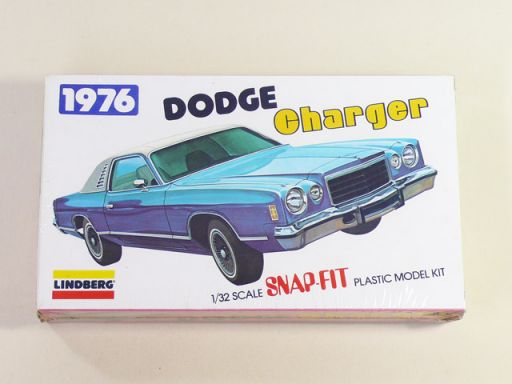 1976
DODGE
Charger
LINDBERG
1/32 SCALE SNAP-FIT PLASTIC MODEL KIT